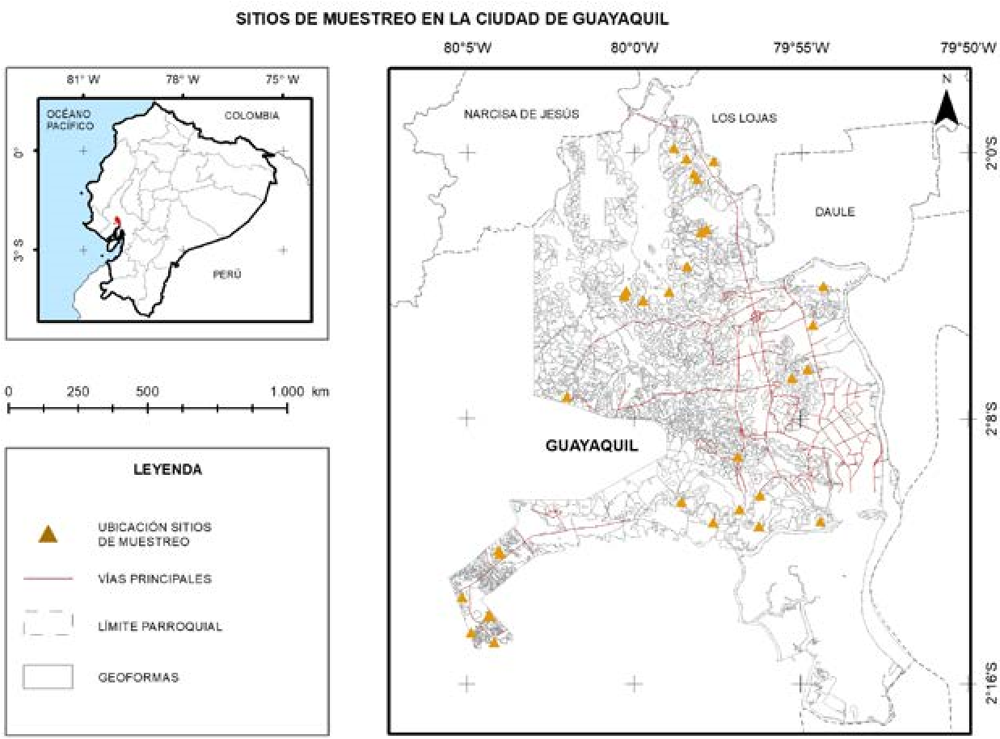 SITIOS DE MUESTREO EN LA CIUDAD DE GUAYAQUIL
80°5'W 80°0'W 79°55'W 79°50'W
81° W 78° W 75° W
OCÉANO
PACÍFICO
COLOMBIA
PERÚ
0°
3° S
0 250 500 1.000 km
LEYENDA
UBICACIÓN SITIOS
DE MUESTREO
VÍAS PRINCIPALES
LÍMITE PARROQUIAL
GEOFORMAS
N
NARCISA DE JESÚS
LOS LOJAS
DAULE
GUAYAQUIL
2°0'S
2°8'S
2°16'S